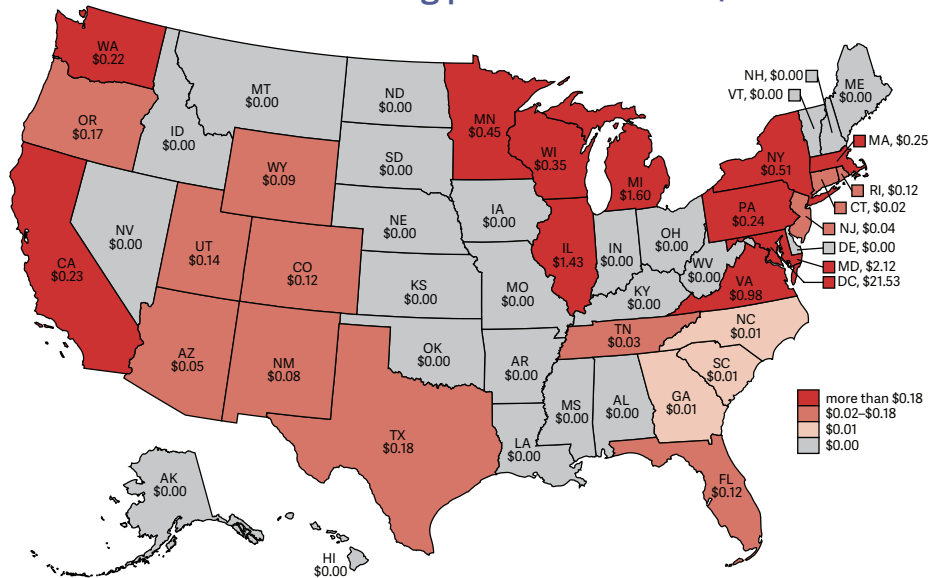 WA
$0.22
OR
$0.17
CA
$0.23
NV
$0.00
ID
$0.00
MT
$0.00
WY
$0.09
UT
$0.14
CO
$0.12
AZ
$0.05
NM
$0.08
ND
$0.00
SD
$0.00
NE
$0.00
KS
$0.00
OK
$0.00
TX
$0.18
MN
$0.45
IA
$0.00
MO
$0.00
AR
$0.00
LA
$0.00
WI
$0.35
IL
$1.43
MI
$1.60
IN
$0.00
OH
$0.00
KY
$0.00
WV
$0.00
TN
$0.03
MS
$0.00
AL
$0.00
GA
$0.01
FL
$0.12
SC
$0.01
NC
$0.01
VA
$0.98
PA
$0.24
NY
$0.51
ME
$0.00
NH, $0.00
VT, $0.00
MA, $0.25
RI, $0.12
CT, $0.02
NJ, $0.04
DE, $0.00
MD, $2.12
DC, $21.53
AK
$0.00
HI
$0.00
more than $0.18
$0.02–$0.18
$0.01
$0.00